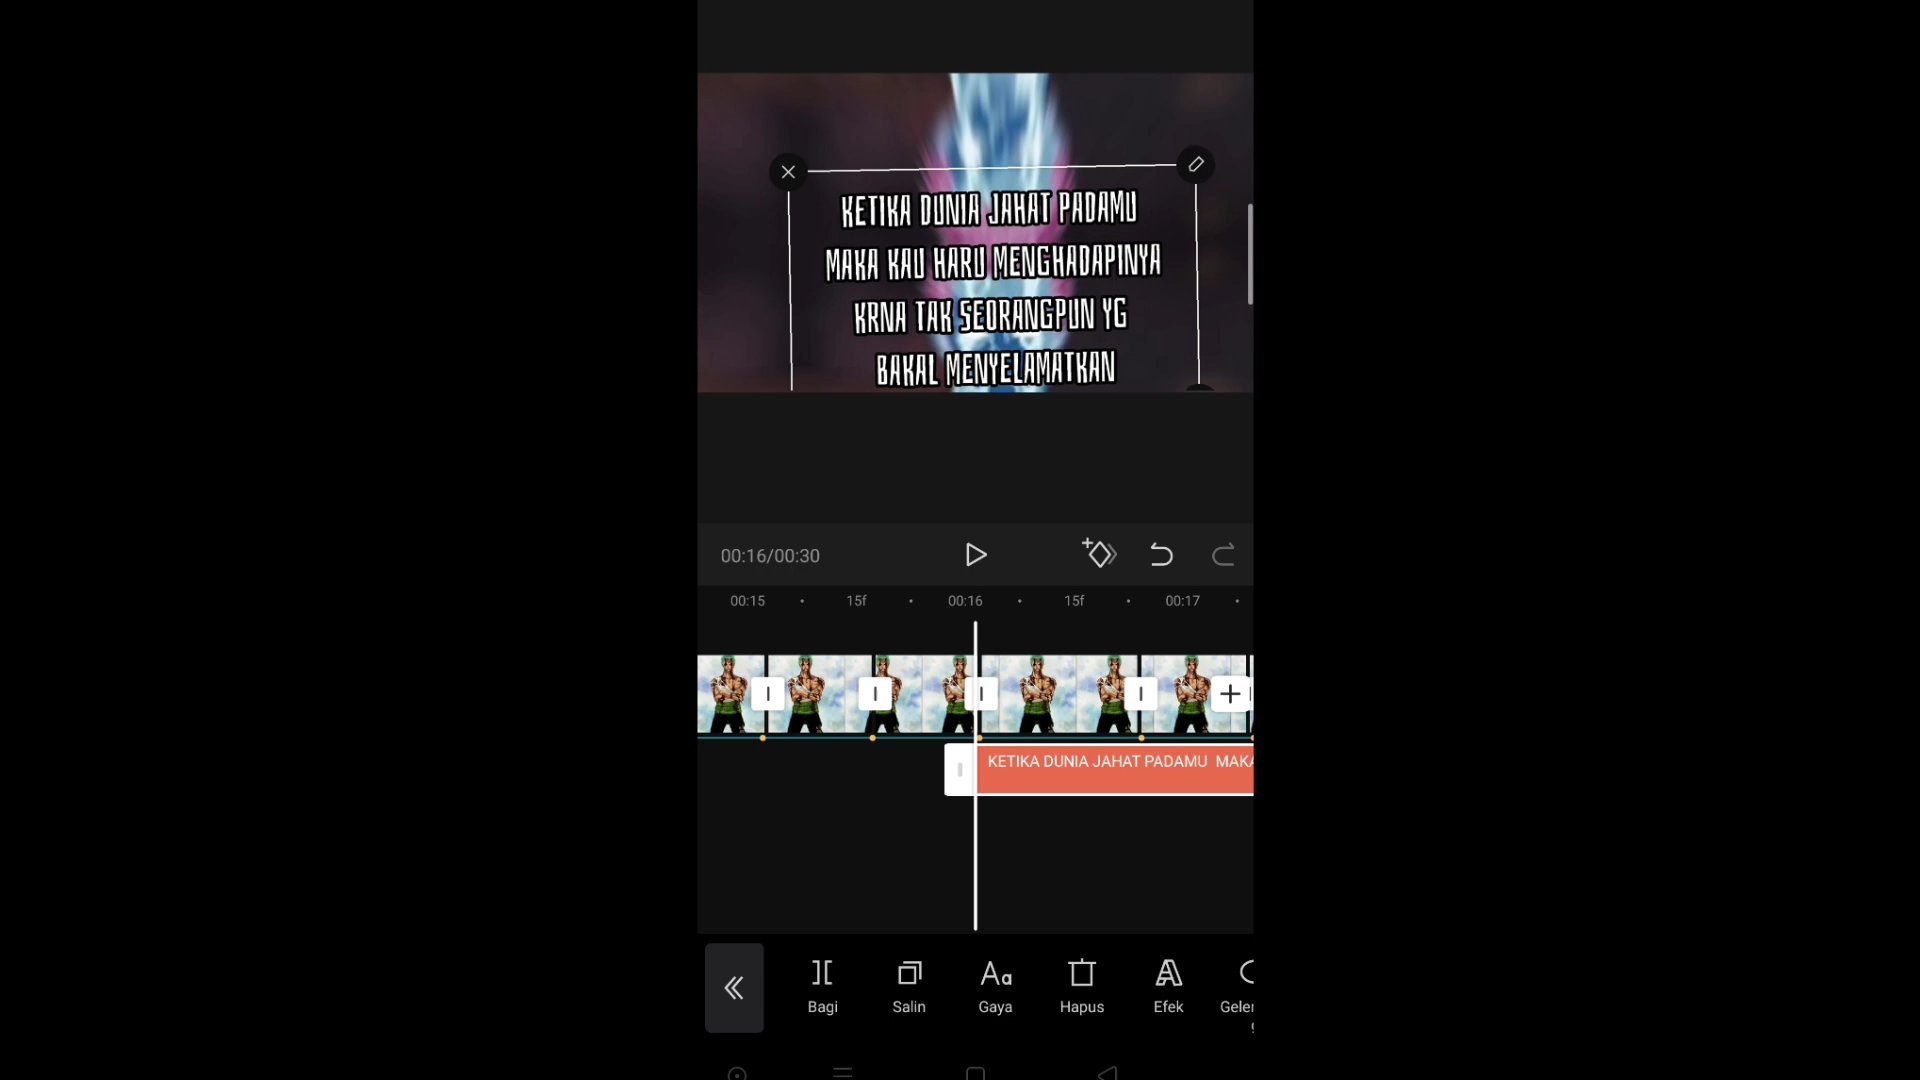 KETIKA DUNIA JAHAT PADAMU
MAKA KAU HARU MENGHADAPINYA
KRNA TAK SEORANGPUN YG
BAKAL MENYELAMATKAN
00:16/00:30
00:15 15f 00:16 15f 00:17
KETIKA DUNIA JAHAT PADAMU MAKA
Bagi Salin Gaya Hapus Efek